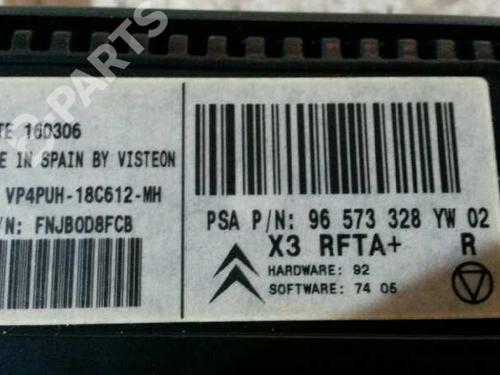 B-PARTS
TE 16D306
E IN SPAIN BY VISTEON
VP4PUH-18C612-MH
/N: FNJB0D8FCB
PSA P/N: 96 573 328 YW 02
X3 RFTA+ R
HARDWARE: 92
SOFTWARE: 74 05